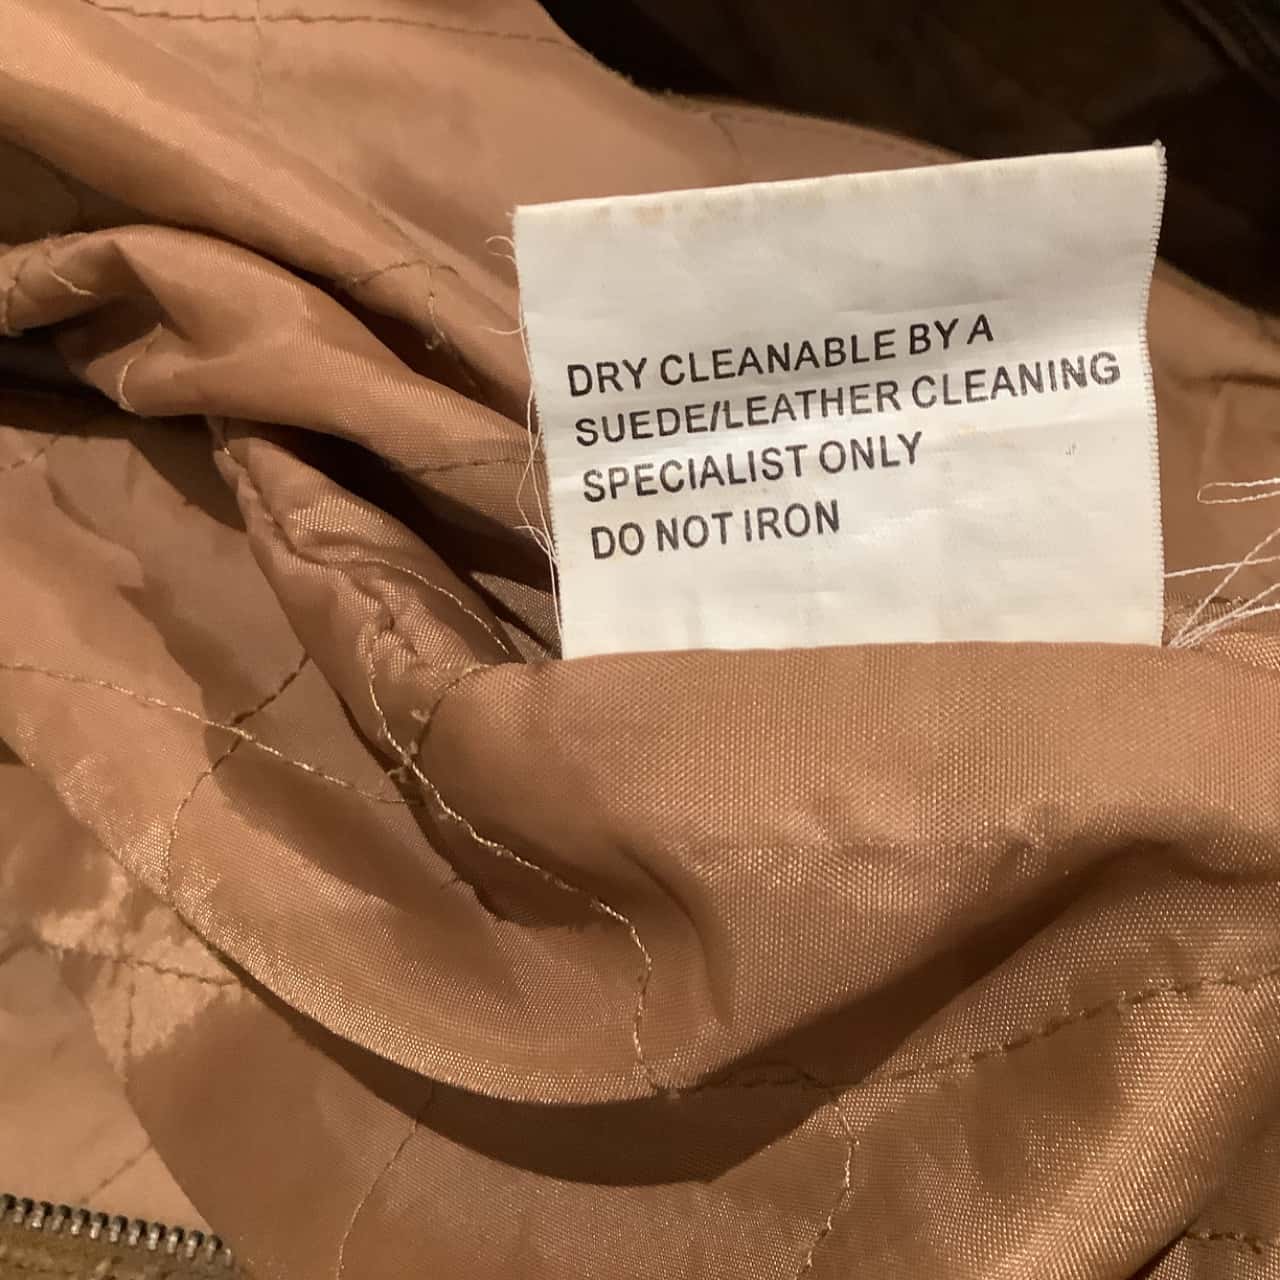 DRY CLEANABLE BY A
SUEDE/LEATHER CLEANING
SPECIALIST ONLY
DO NOT IRON